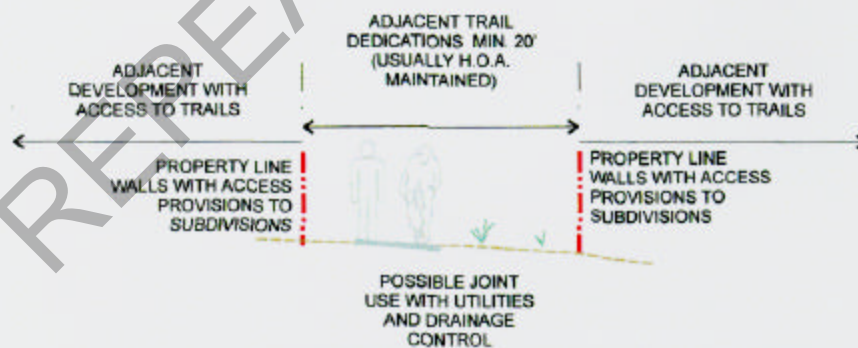 ADJACENT TRAIL
DEDICATIONS MIN. 20'
(USUALLY H.O.A.
MAINTAINED)
ADJACENT
DEVELOPMENT WITH
ACCESS TO TRAILS
ADJACENT
DEVELOPMENT WITH
ACCESS TO TRAILS
PROPERTY LINE
WALLS WITH ACCESS
PROVISIONS TO
SUBDIVISIONS
PROPERTY LINE
WALLS WITH ACCESS
PROVISIONS TO
SUBDIVISIONS
POSSIBLE JOINT
USE WITH UTILITIES
AND DRAINAGE
CONTROL